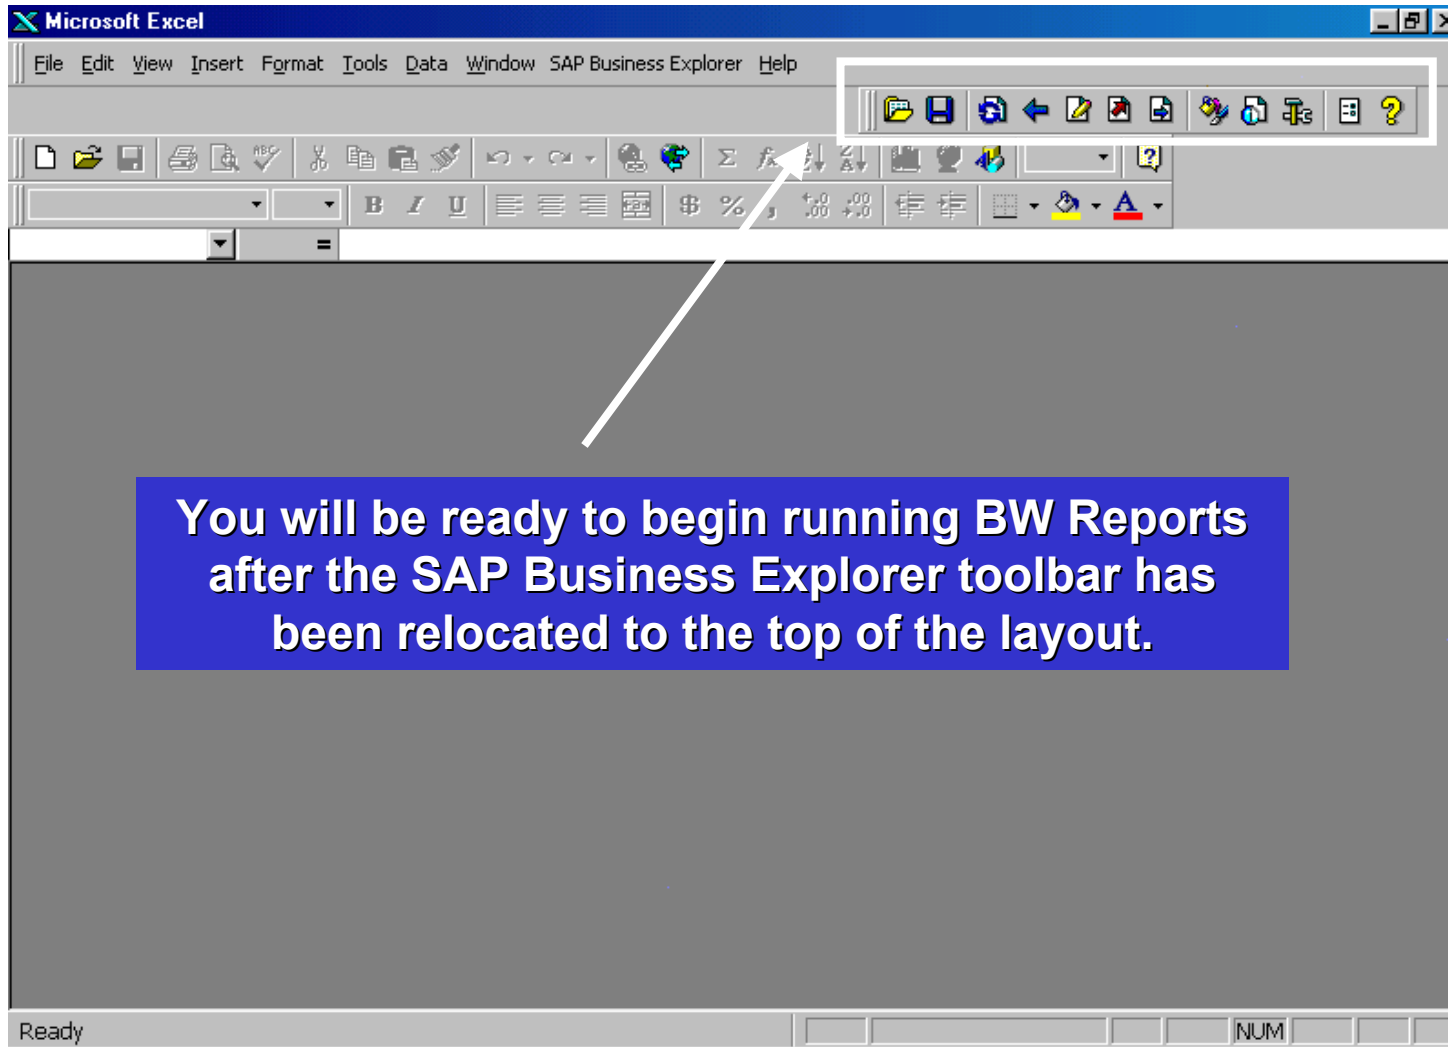 Microsoft Excel
File Edit View Insert Format Tools Data Window SAP Business Explorer Help
B I U $ % ,
=
You will be ready to begin running BW Reports
after the SAP Business Explorer toolbar has
been relocated to the top of the layout.
Ready NUM